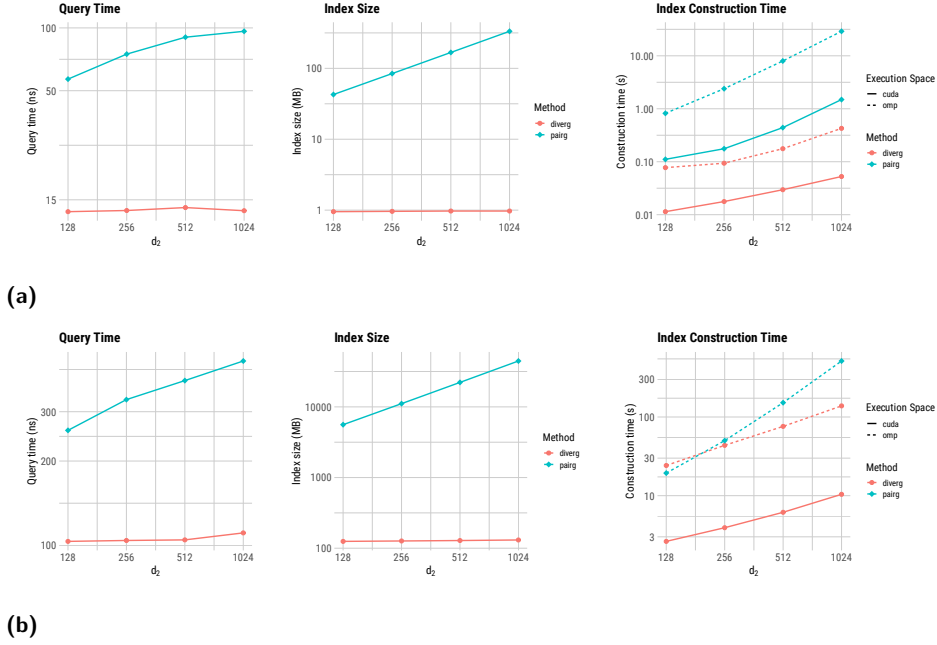 Query Time
Query time (ns)
100
50
15
128 256 512 1024
d2
Index Size
Index size (MB)
100
10
1
128 256 512 1024
d2
Method
diverg
pairg
Index Construction Time
Construction time (s)
10.00
1.00
0.10
0.01
128 256 512 1024
d2
Execution Space
cuda
omp
Method
diverg
pairg
(a)
Query Time
Query time (ns)
300
200
100
128 256 512 1024
d2
Index Size
Index size (MB)
10000
1000
100
128 256 512 1024
d2
Method
diverg
pairg
Index Construction Time
Construction time (s)
300
100
30
10
3
128 256 512 1024
d2
Execution Space
cuda
omp
Method
diverg
pairg
(b)